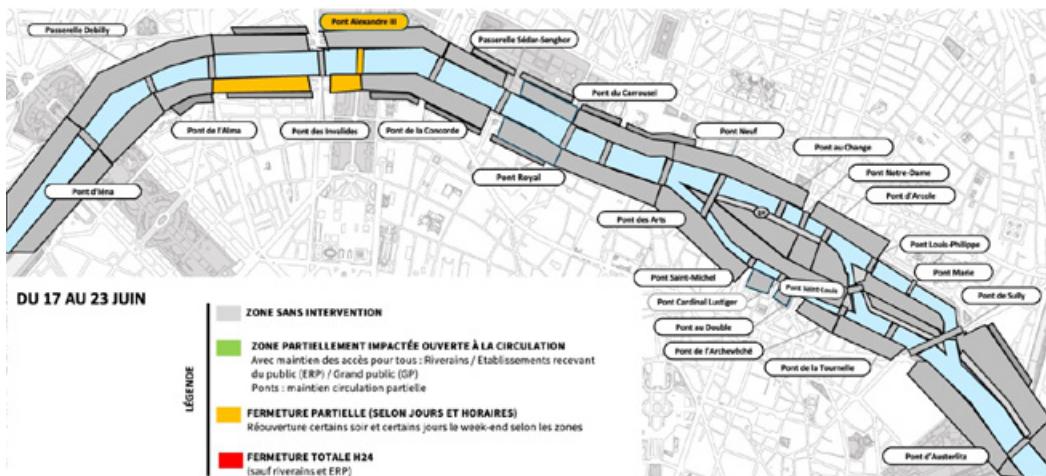 Pont Alexandre III
Passerelle Debilly
Passerelle Sédar-Senghor
Pont du Carrousel
Pont Neuf
Pont de l'Alma
Pont des Invalides
Pont de la Concorde
Pont au Change
Pont Notre-Dame
Pont Royal
Pont d'Iéna
Pont d'Arcole
Pont des Arts
Pont Louis-Philippe
Pont Marie
Pont Saint-Michel
Pont Saint-Louis
Pont de Sully
Pont Cardinal Lustiger
Pont au Double
Pont de l'Archevêché
Pont de la Tournelle
Pont d'Austerlitz
DU 17 AU 23 JUIN
LÉGENDE
ZONE SANS INTERVENTION
ZONE PARTIELLEMENT IMPACTÉE OUVERTE À LA CIRCULATION
Avec maintien des accès pour tous : Riverains / Etablissements recevant
du public (ERP) / Grand public (GP)
Ponts : maintien circulation partielle
FERMETURE PARTIELLE (SELON JOURS ET HORAIRES)
Réouverture certains soir et certains jours le week-end selon les zones
FERMETURE TOTALE H24
(sauf riverains et ERP)